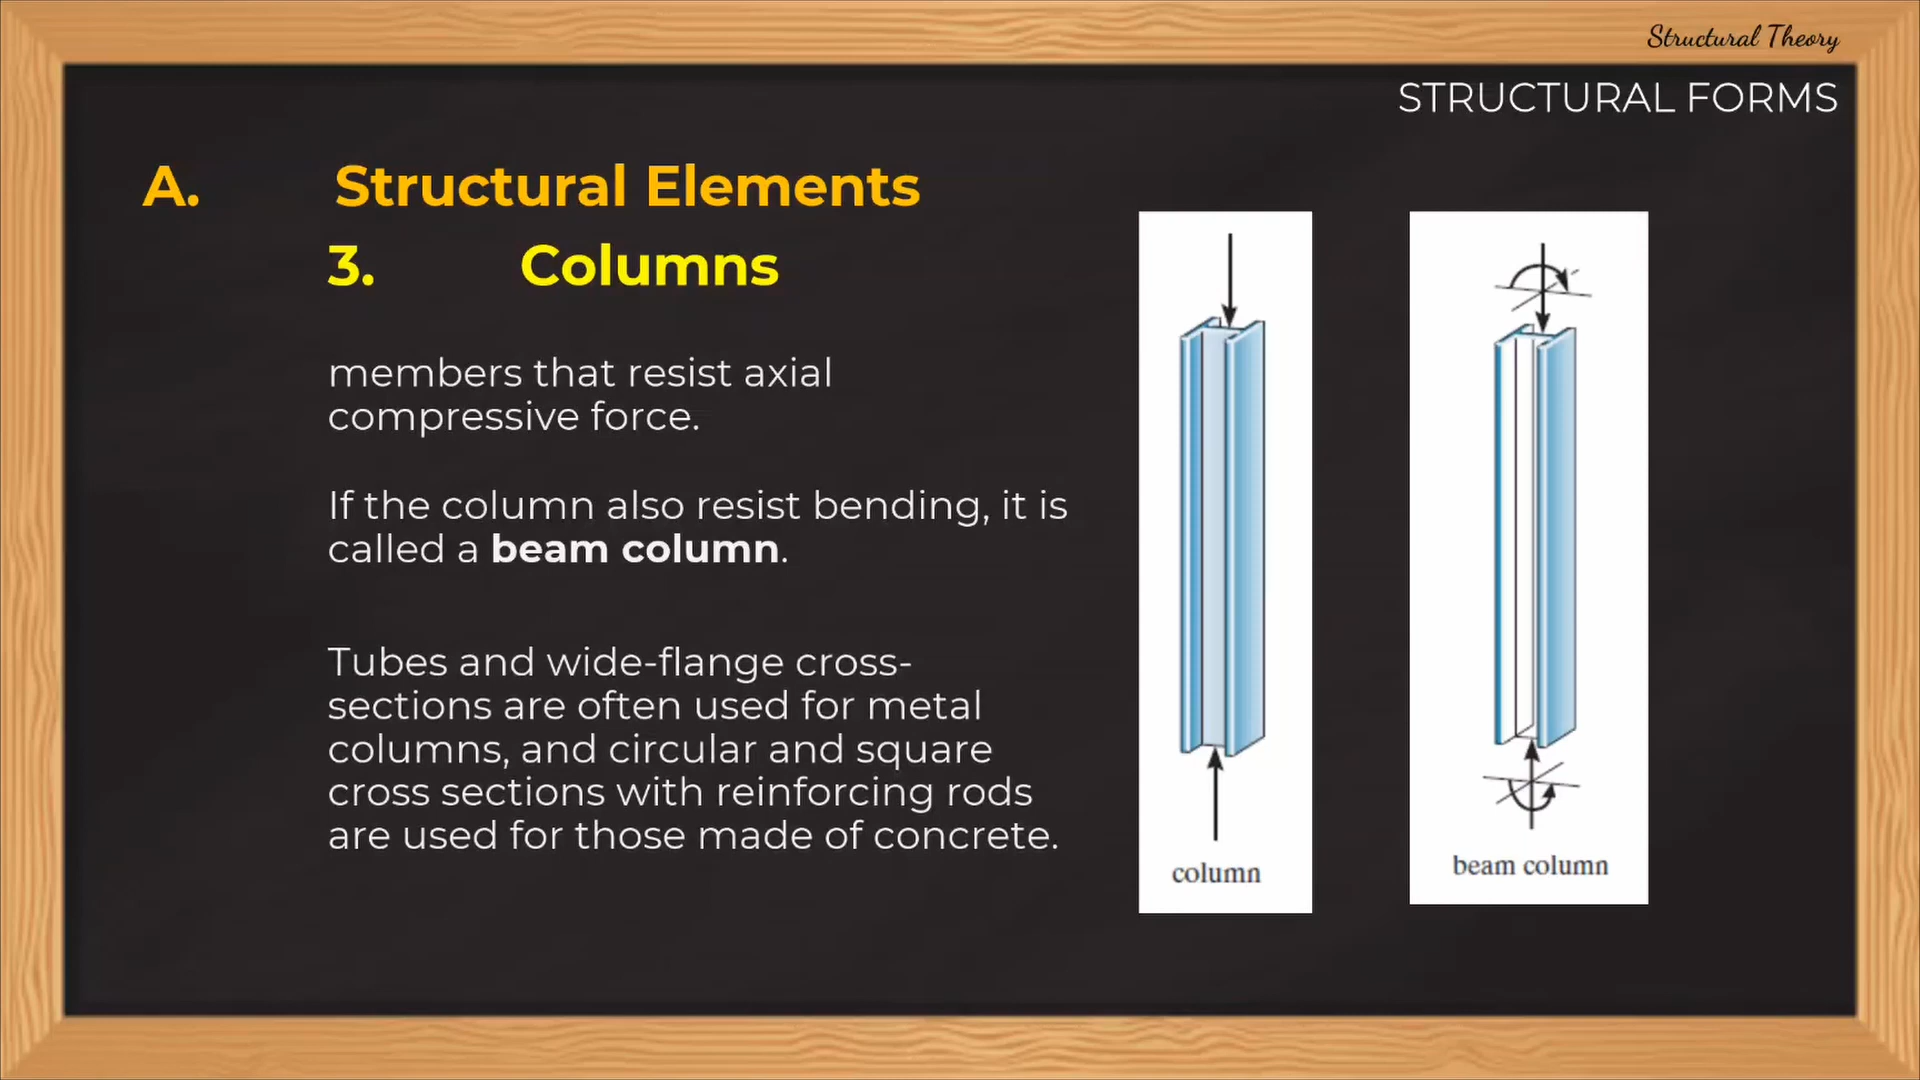 Structural Theory
STRUCTURAL FORMS
A. Structural Elements
3. Columns
members that resist axial
compressive force.
If the column also resist bending, it is
called a beam column.
Tubes and wide-flange cross-
sections are often used for metal
columns, and circular and square
cross sections with reinforcing rods
are used for those made of concrete.
column
beam column